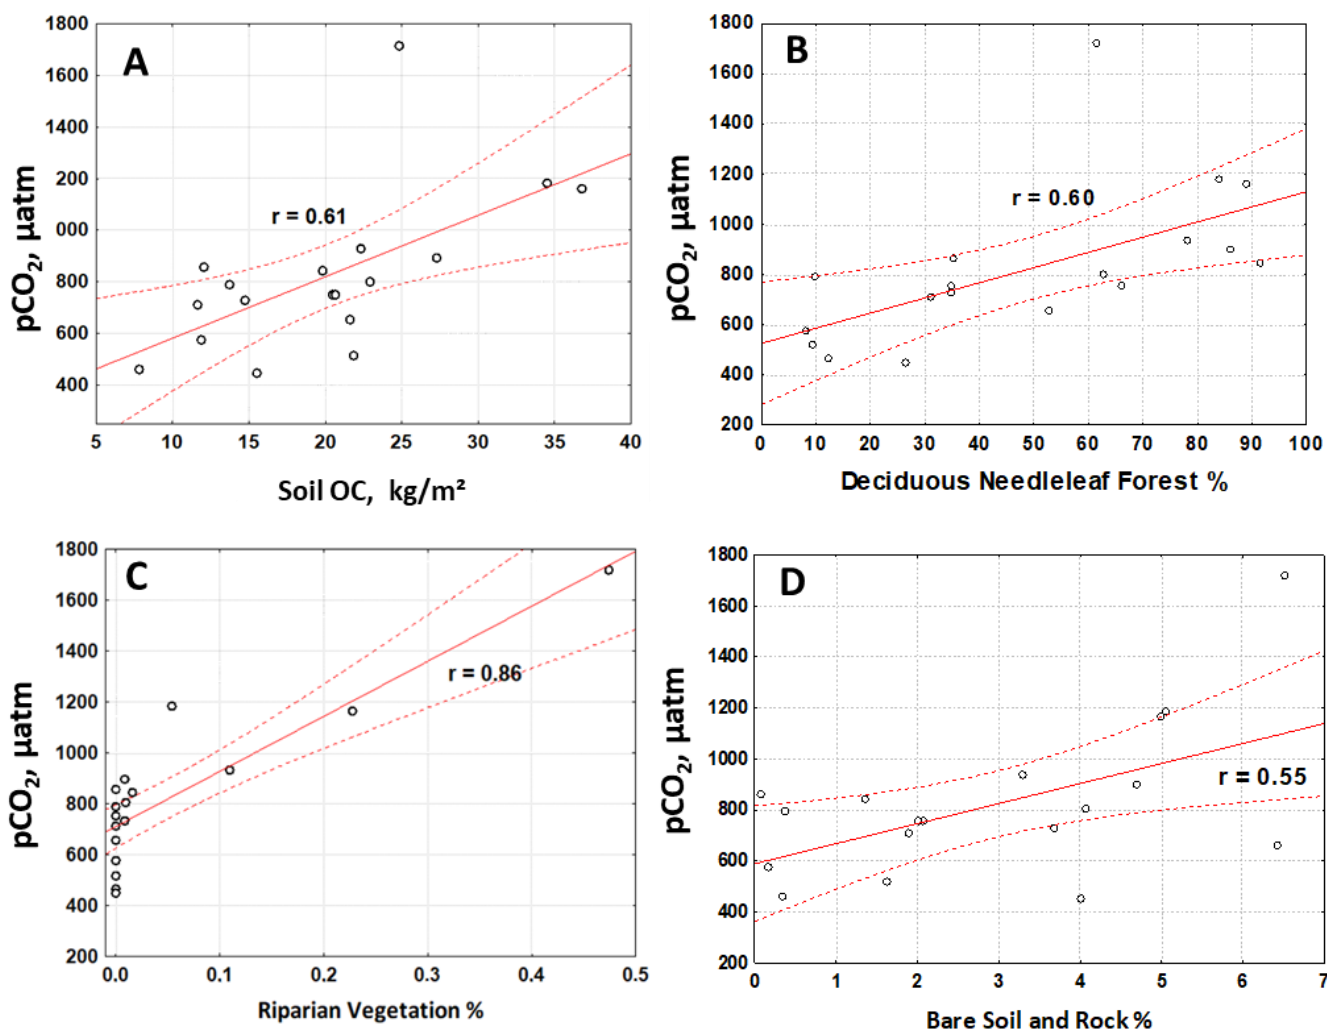 A
pCO₂, µatm
1800
1600
1400
200
000
800
600
400
r = 0.61
5 10 15 20 25 30 35 40
Soil OC, kg/m²
B
pCO₂, µatm
1800
1600
1400
1200
1000
800
600
400
200
r = 0.60
0 10 20 30 40 50 60 70 80 90 100
Deciduous Needleleaf Forest %
C
pCO₂, µatm
1800
1600
1400
1200
1000
800
600
400
200
r = 0.86
0.0 0.1 0.2 0.3 0.4 0.5
Riparian Vegetation %
D
pCO₂, µatm
1800
1600
1400
1200
1000
800
600
400
200
r = 0.55
0 1 2 3 4 5 6 7
Bare Soil and Rock %